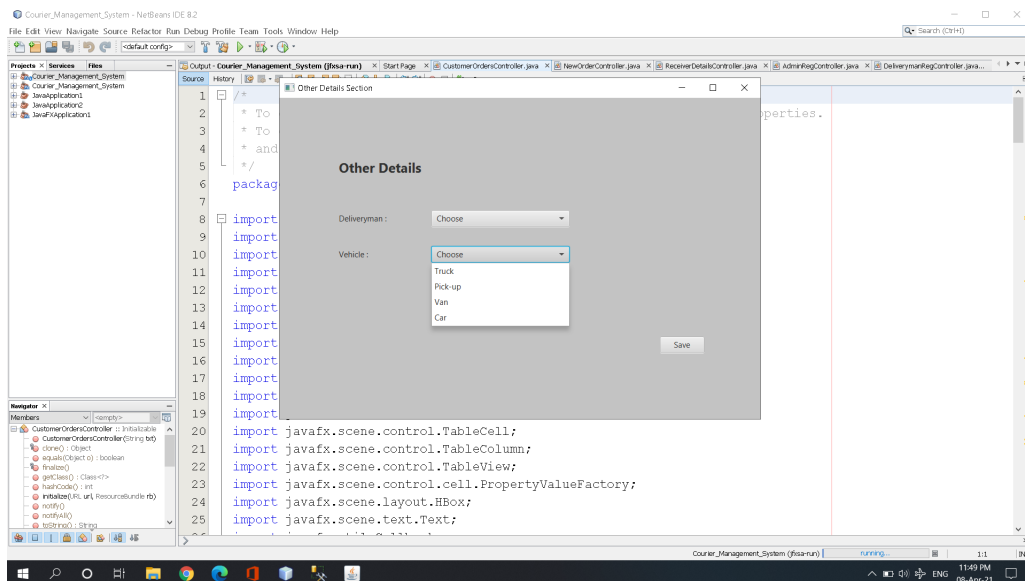 Courier_Management_System - NetBeans IDE 8.2
File Edit View Navigate Source Refactor Run Debug Profile Team Tools Window Help
Search (Ctrl+I)
<default config>
Projects × Services Files
Output - Courier_Management_System (jfxsa-run) × Start Page × CustomerOrdersController.java × NewOrderController.java × ReceiverDetailsController.java × AdminRegController.java × DeliverymanRegController.java...
Courier_Management_System
Courier_Management_System
JavaApplication1
JavaApplication2
JavaFXApplication1
Source History
Other Details Section
1 /*
2 * To perties.
3 * To
4 * and
5 */
6 packag
7
8 import
9 import
10 import
11 import
12 import
13 import
14 import
15 import
16 import
17 import
18 import
19 import
20 import javafx.scene.control.TableCell;
21 import javafx.scene.control.TableColumn;
22 import javafx.scene.control.TableView;
23 import javafx.scene.control.cell.PropertyValueFactory;
24 import javafx.scene.layout.HBox;
25 import javafx.scene.text.Text;
Other Details
Deliveryman : Choose
Vehicle : Choose
Truck
Pick-up
Van
Car
Save
Navigator ×
Members <empty>
CustomerOrdersController :: Initializable
CustomerOrdersController(String txt)
clone() : Object
equals(Object o) : boolean
finalize()
getClass() : Class<?>
hashCode() : int
initialize(URL url, ResourceBundle rb)
notify()
notifyAll()
toString() : String
Courier_Management_System (jfxsa-run) running... 1:1 IN
ENG 11:49 PM
08-Apr-21